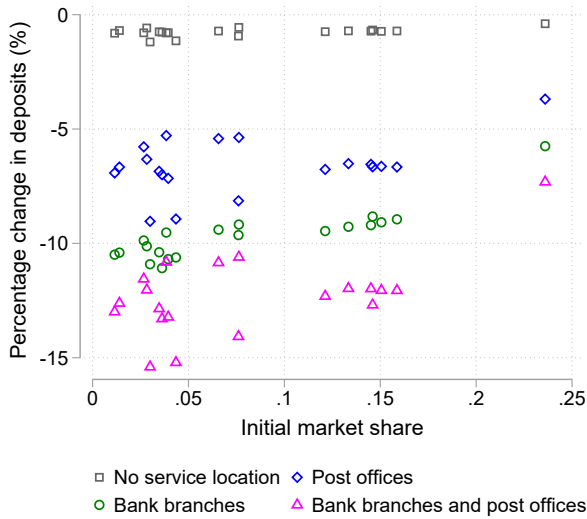 Percentage change in deposits (%)
0
-5
-10
-15
0
.05
.1
.15
.2
.25
Initial market share
No service location
Post offices
Bank branches
Bank branches and post offices